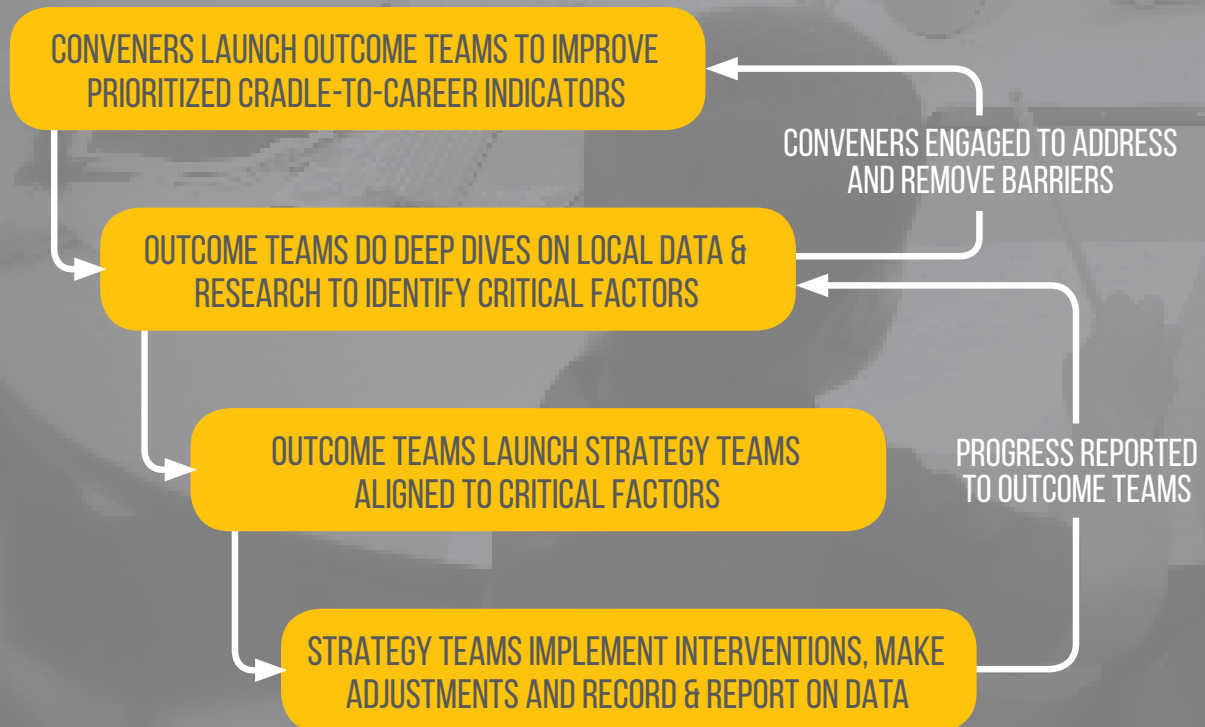 CONVENERS LAUNCH OUTCOME TEAMS TO IMPROVE
PRIORITIZED CRADLE-TO-CAREER INDICATORS
CONVENERS ENGAGED TO ADDRESS
AND REMOVE BARRIERS
OUTCOME TEAMS DO DEEP DIVES ON LOCAL DATA &
RESEARCH TO IDENTIFY CRITICAL FACTORS
OUTCOME TEAMS LAUNCH STRATEGY TEAMS
ALIGNED TO CRITICAL FACTORS
PROGRESS REPORTED
TO OUTCOME TEAMS
STRATEGY TEAMS IMPLEMENT INTERVENTIONS, MAKE
ADJUSTMENTS AND RECORD & REPORT ON DATA